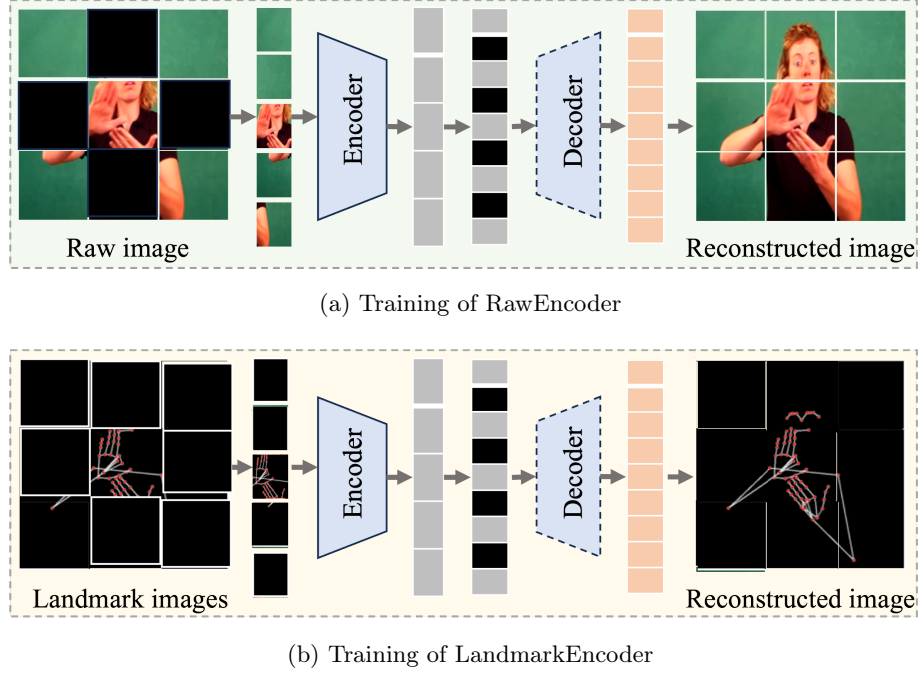 Encoder
Decoder
Raw image
Reconstructed image
(a) Training of RawEncoder
Encoder
Decoder
Landmark images
Reconstructed image
(b) Training of LandmarkEncoder